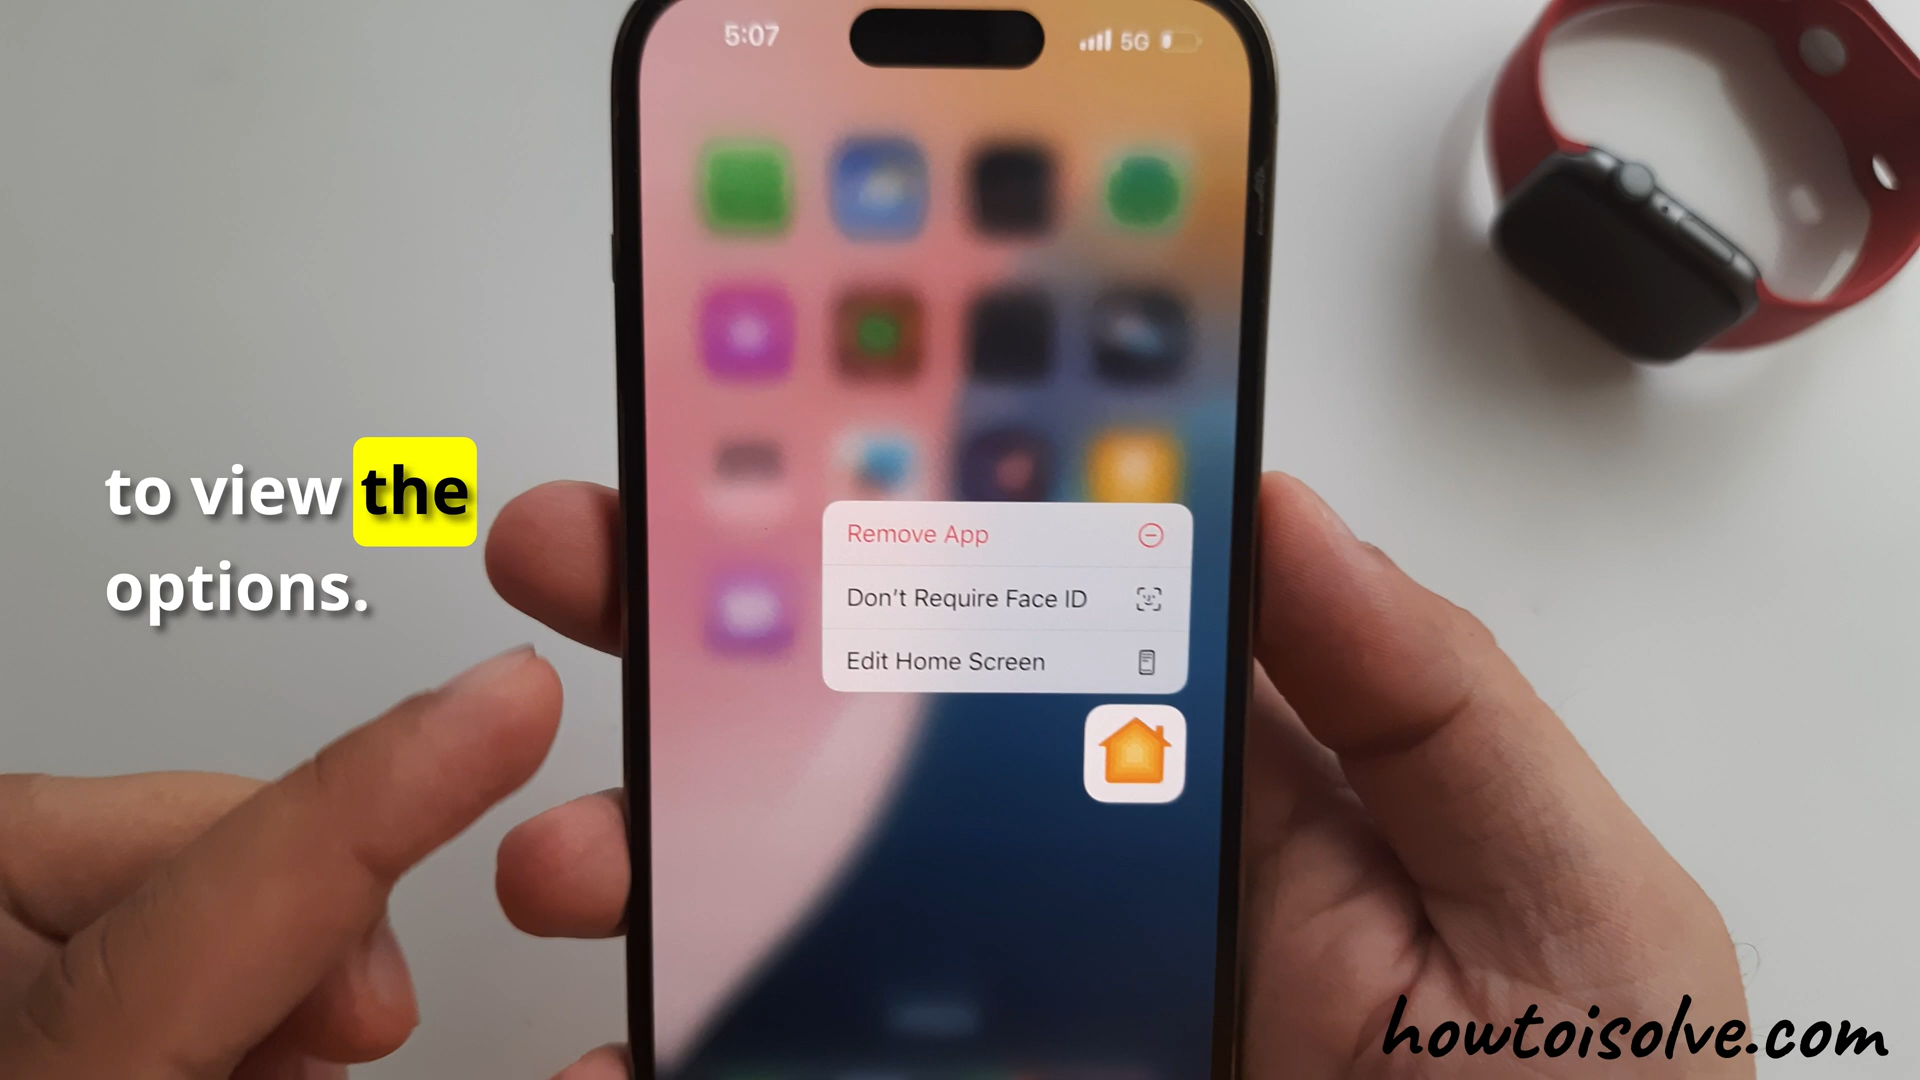 5:07
5G
to view the
options.
Remove App
Don't Require Face ID
Edit Home Screen
howtoisolve.com